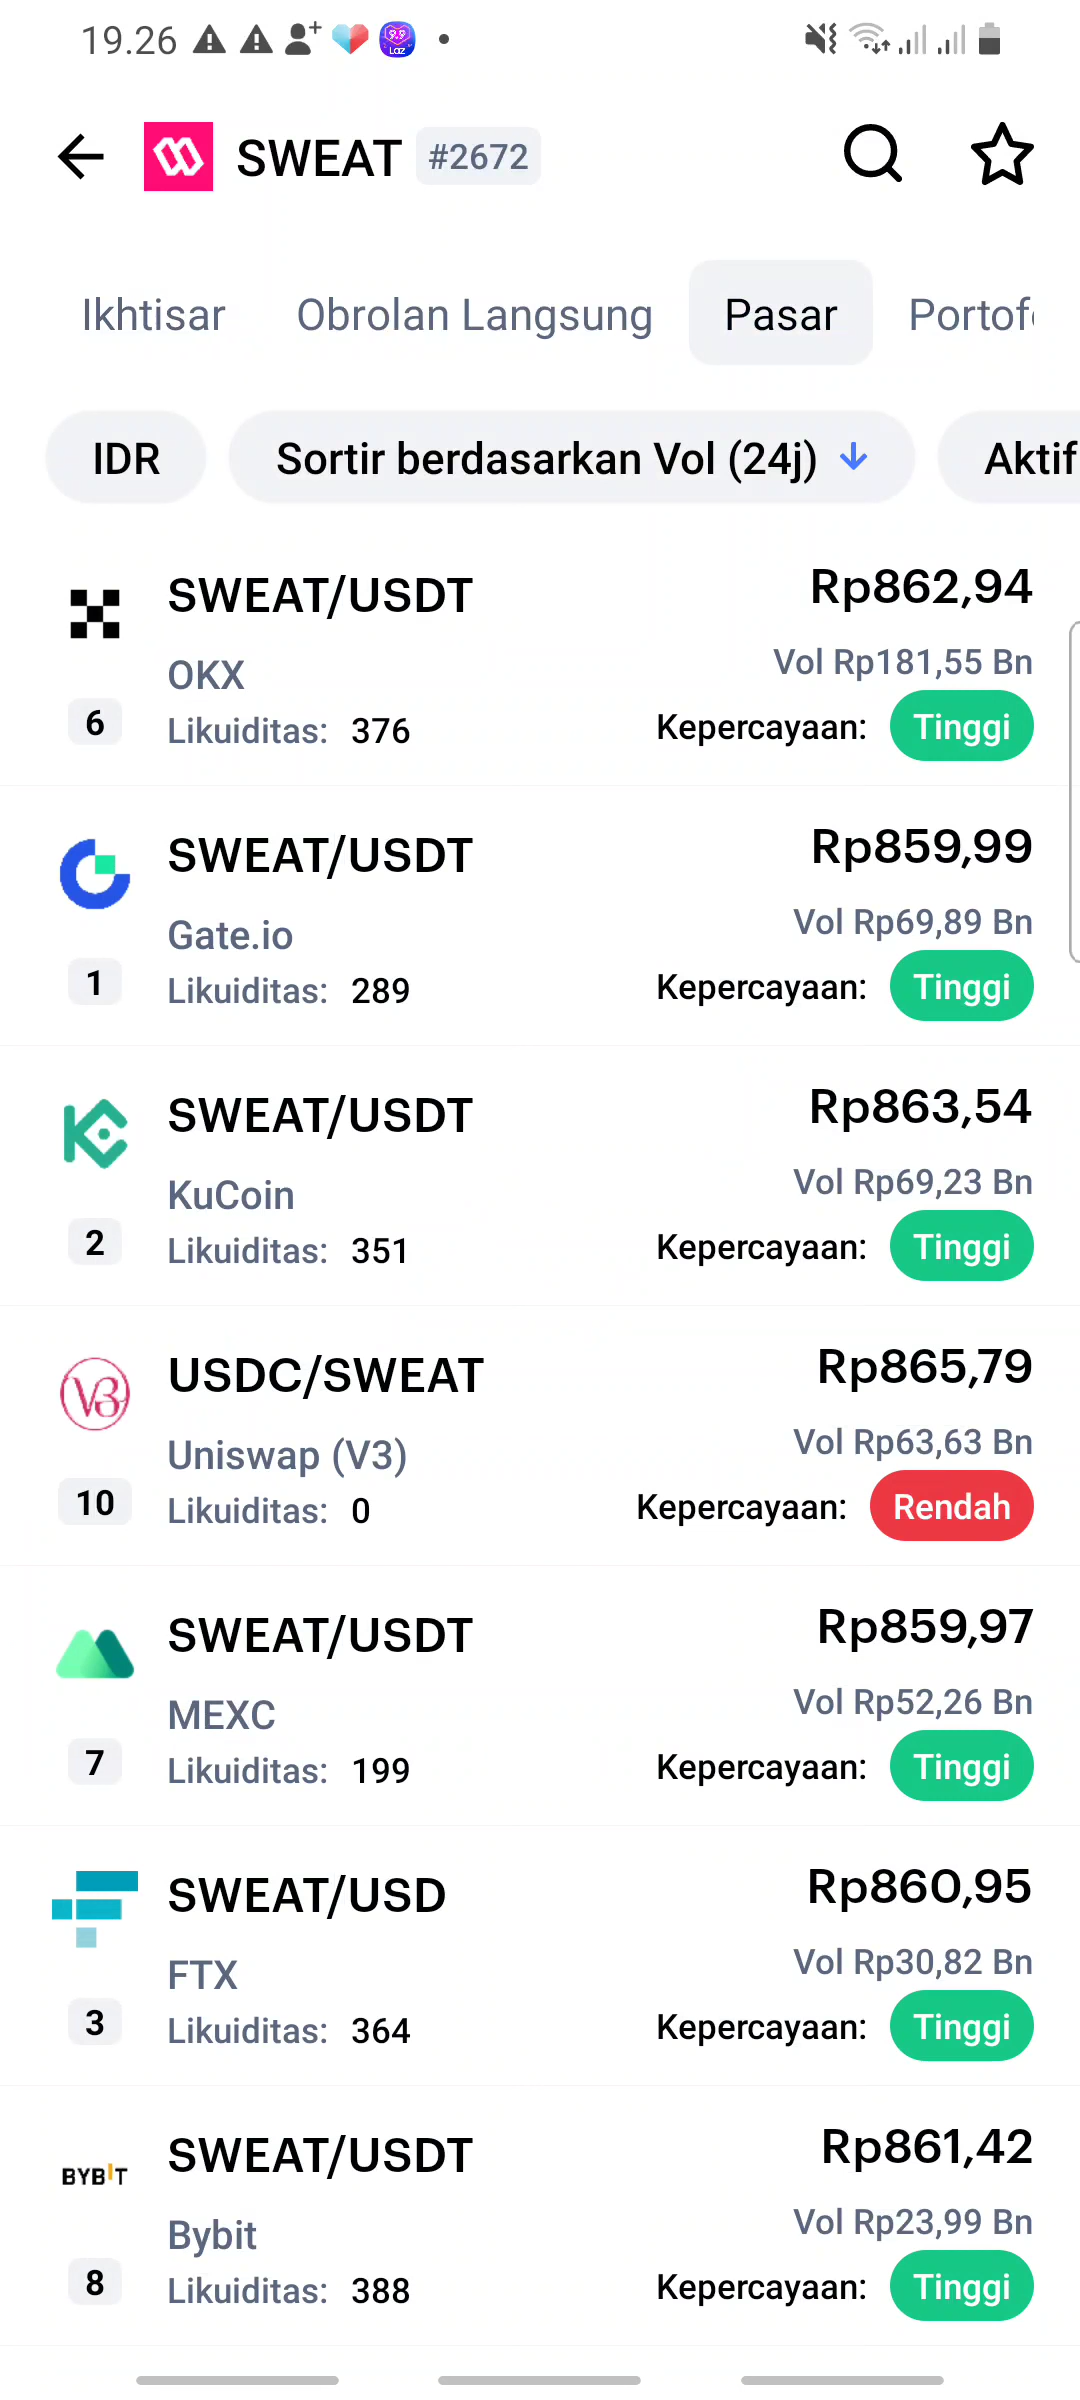 19.26
9.9
LAZ
SWEAT #2672
Ikhtisar Obrolan Langsung Pasar Portof
IDR Sortir berdasarkan Vol (24j) Aktif
SWEAT/USDT Rp862,94
OKX Vol Rp181,55 Bn
6 Likuiditas: 376 Kepercayaan: Tinggi
SWEAT/USDT Rp859,99
Gate.io Vol Rp69,89 Bn
1 Likuiditas: 289 Kepercayaan: Tinggi
SWEAT/USDT Rp863,54
KuCoin Vol Rp69,23 Bn
2 Likuiditas: 351 Kepercayaan: Tinggi
V3 USDC/SWEAT Rp865,79
Uniswap (V3) Vol Rp63,63 Bn
10 Likuiditas: 0 Kepercayaan: Rendah
SWEAT/USDT Rp859,97
MEXC Vol Rp52,26 Bn
7 Likuiditas: 199 Kepercayaan: Tinggi
SWEAT/USD Rp860,95
FTX Vol Rp30,82 Bn
3 Likuiditas: 364 Kepercayaan: Tinggi
BYBIT SWEAT/USDT Rp861,42
Bybit Vol Rp23,99 Bn
8 Likuiditas: 388 Kepercayaan: Tinggi